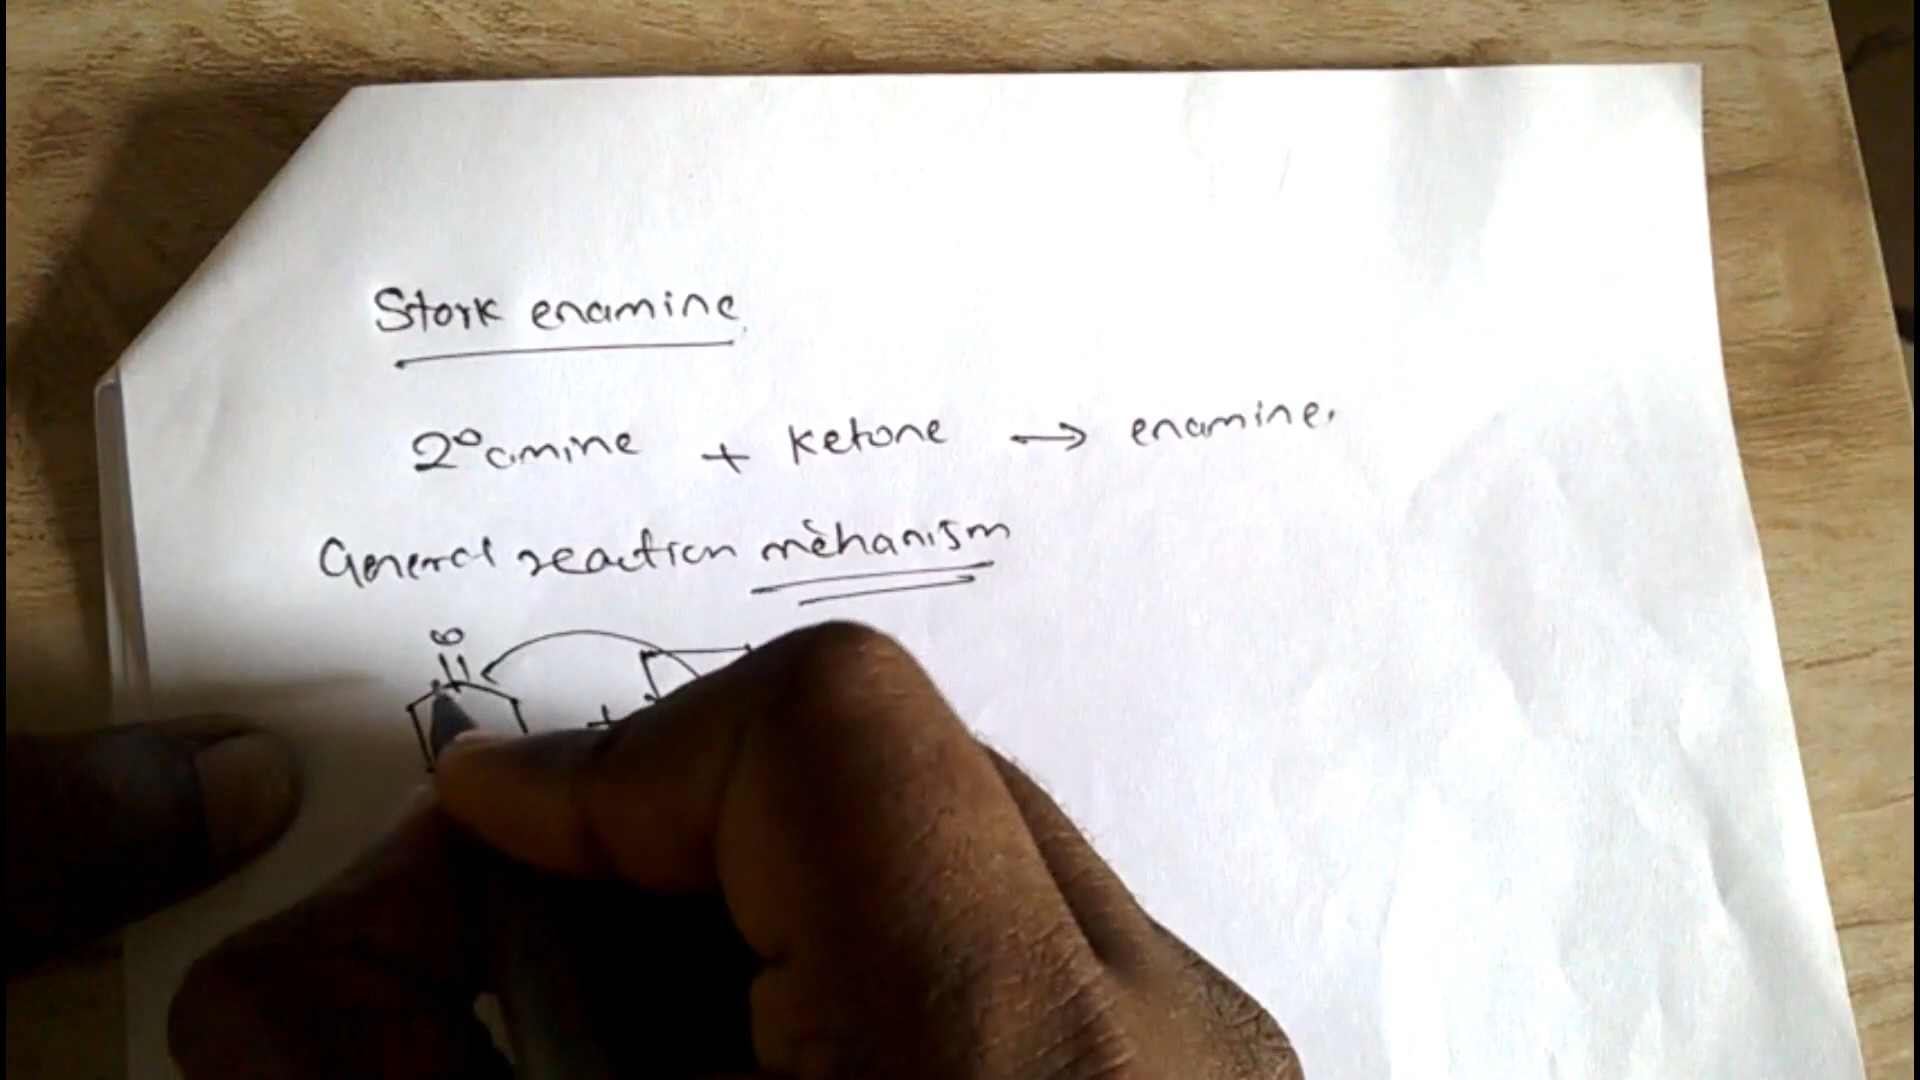 Stork enamine
2° amine + ketone → enamine.
General reaction mechanism
O
+